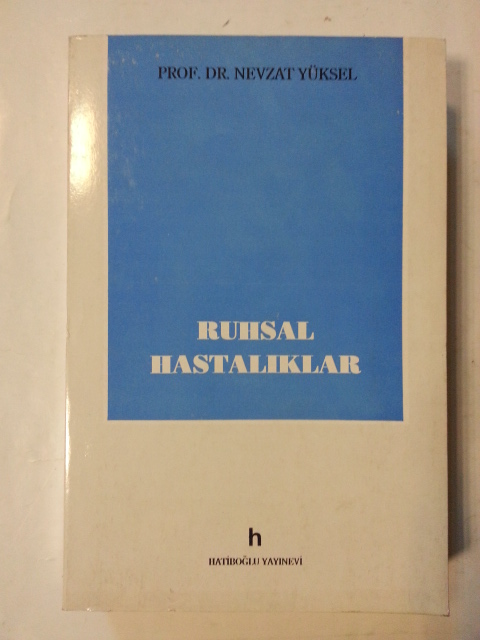 PROF. DR. NEVZAT YÜKSEL
RUHSAL
HASTALIKLAR
h
HATİBOĞLU YAYINEVİ